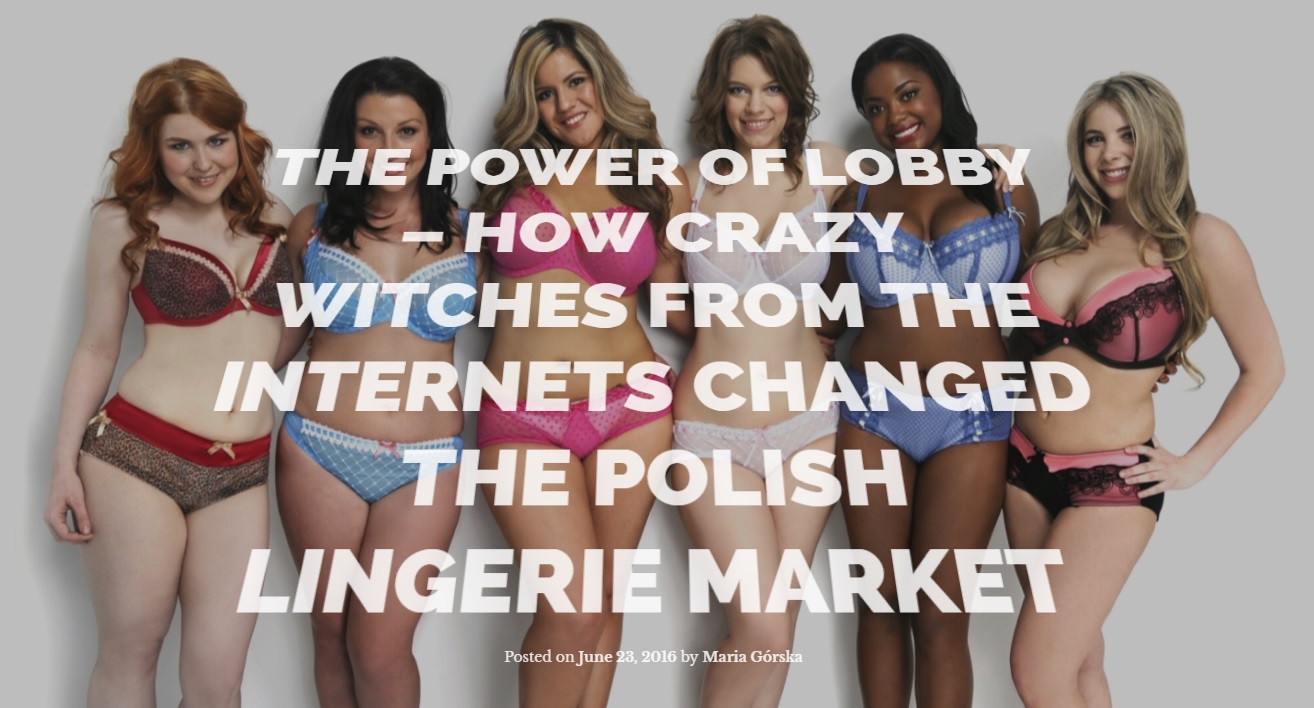 THE POWER OF LOBBY
– HOW CRAZY
WITCHES FROM THE
INTERNETS CHANGED
THE POLISH
LINGERIE MARKET
Posted on June 23, 2016 by Maria Górska